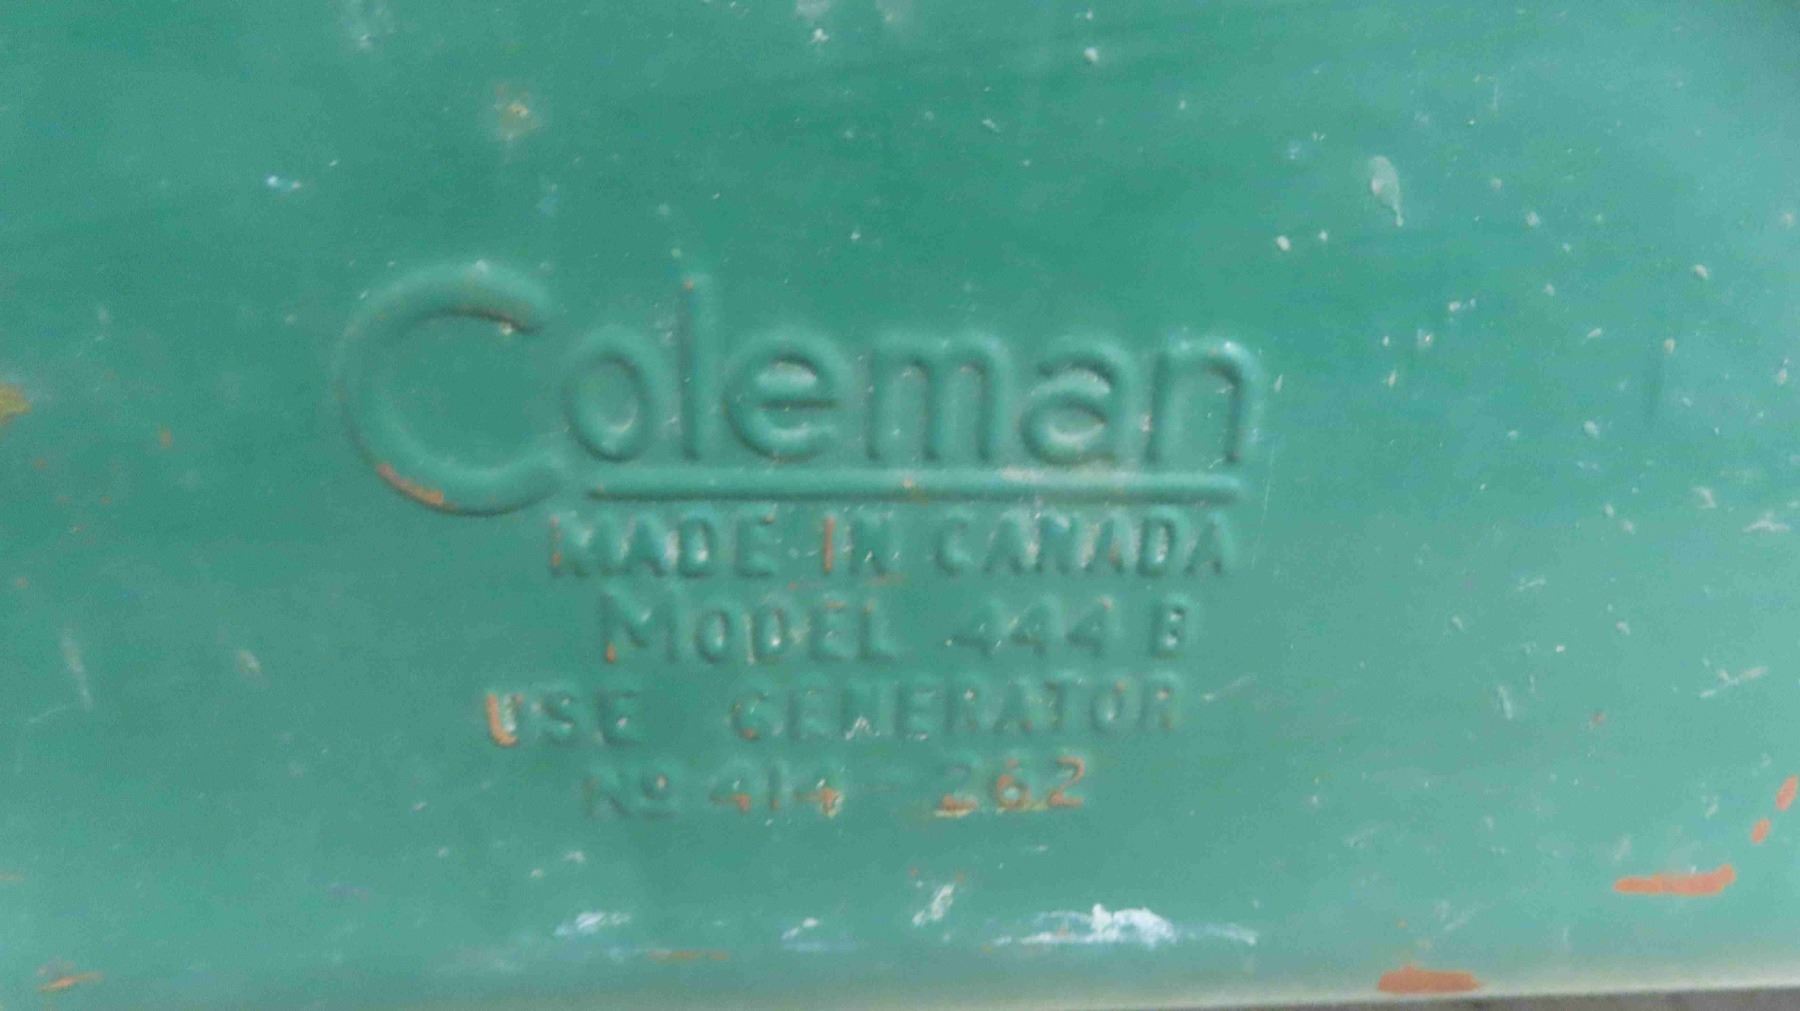 Coleman
MADE IN CANADA
MODEL 444 B
USE GENERATOR
Nº 414-262